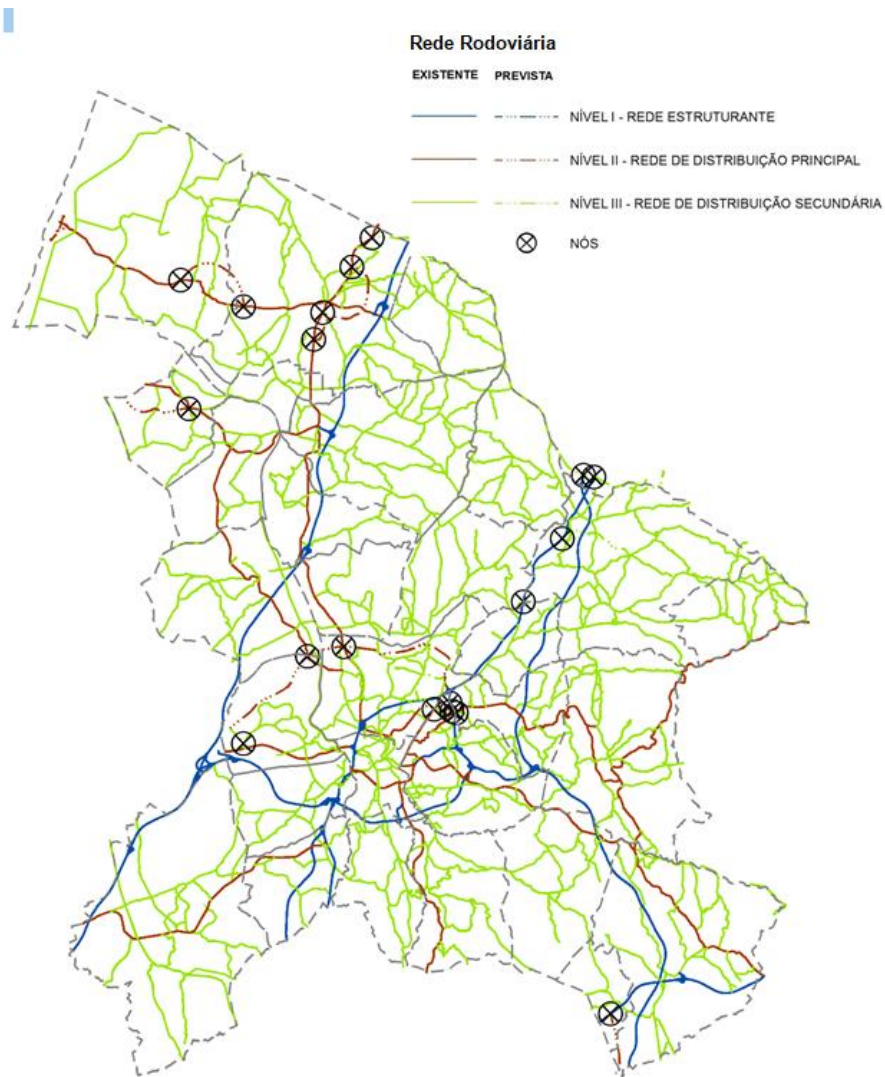 Rede Rodoviária
EXISTENTE PREVISTA
NÍVEL I - REDE ESTRUTURANTE
NÍVEL II - REDE DE DISTRIBUIÇÃO PRINCIPAL
NÍVEL III - REDE DE DISTRIBUIÇÃO SECUNDÁRIA
NÓS